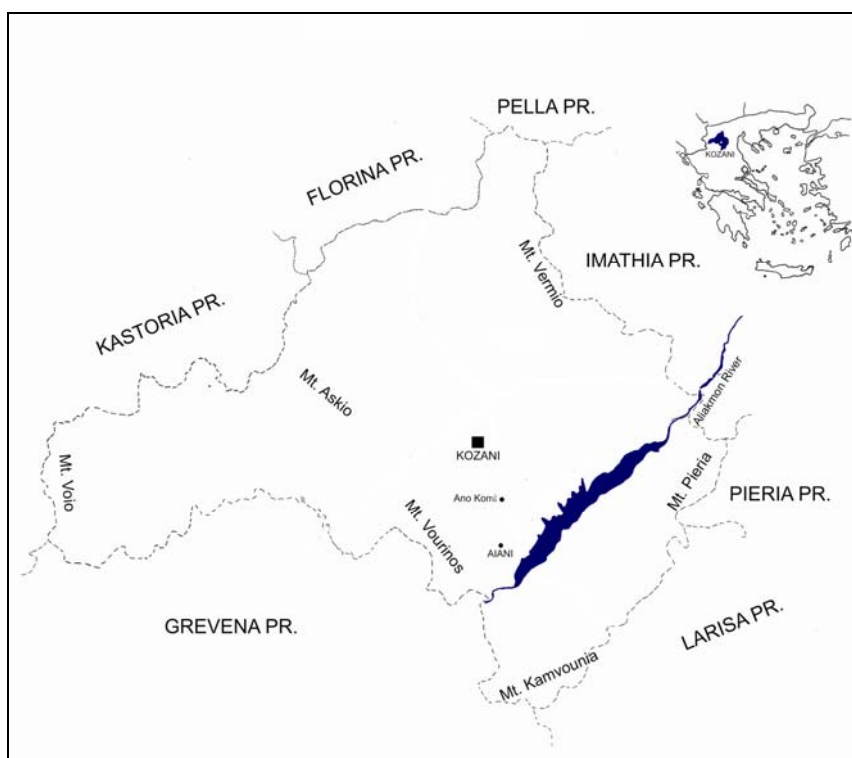 PELLA PR.
FLORINA PR.
KOZANI
Mt. Vermio
IMATHIA PR.
KASTORIA PR.
Mt. Askio
Aliakmon River
KOZANI
Mt. Voio
Mt. Pieria
PIERIA PR.
Ano Komi
Mt. Vourinos
AIANI
GREVENA PR.
LARISA PR.
Mt. Kamvounia